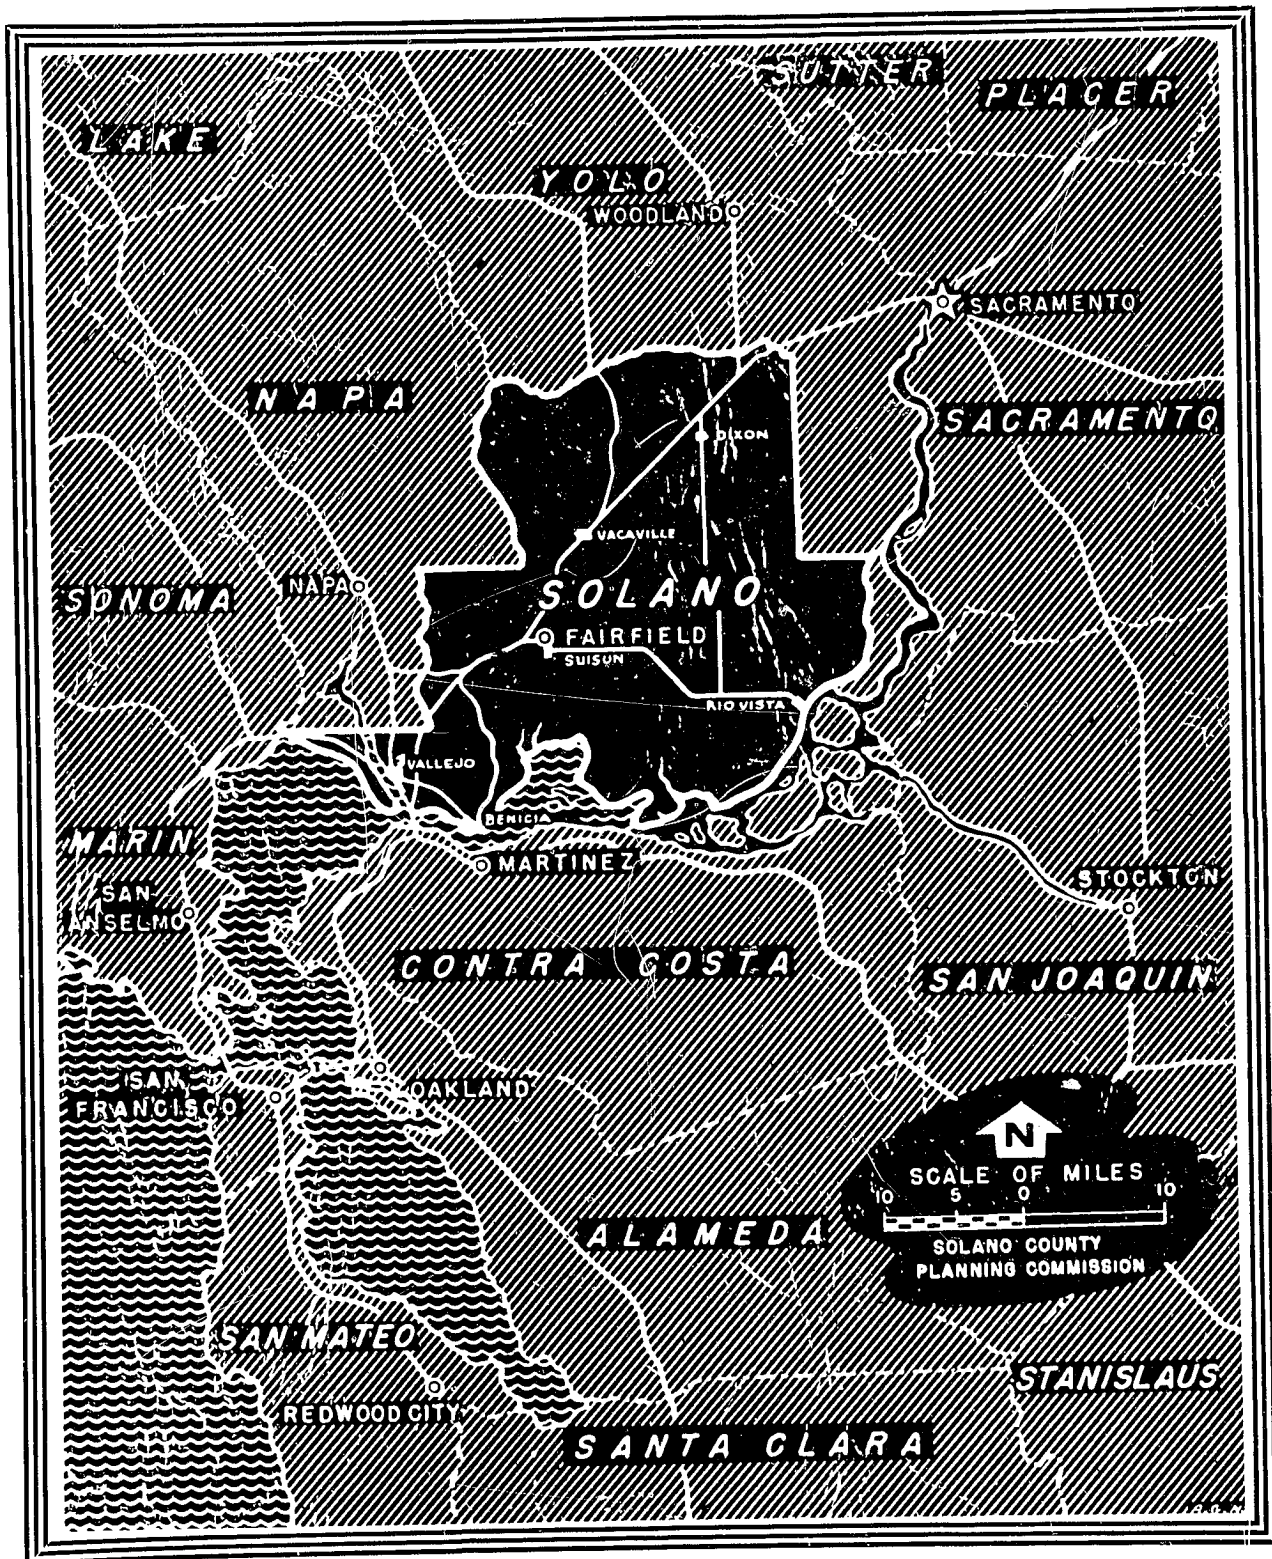 SUTTER
PLACER
LAKE
YOLO
WOODLAND
SACRAMENTO
NAPA
SACRAMENTO
DIXON
VACAVILLE
SONOMA
NAPA
SOLANO
FAIRFIELD
SUISUN
RIO VISTA
VALLEJO
BENICIA
MARIN
MARTINEZ
SAN
ANSELMO
STOCKTON
CONTRA COSTA
SAN JOAQUIN
SAN
FRANCISCO
OAKLAND
N
SCALE OF MILES
10 5 0 10
SOLANO COUNTY
PLANNING COMMISSION
ALAMEDA
SAN MATEO
STANISLAUS
REDWOOD CITY
SANTA CLARA